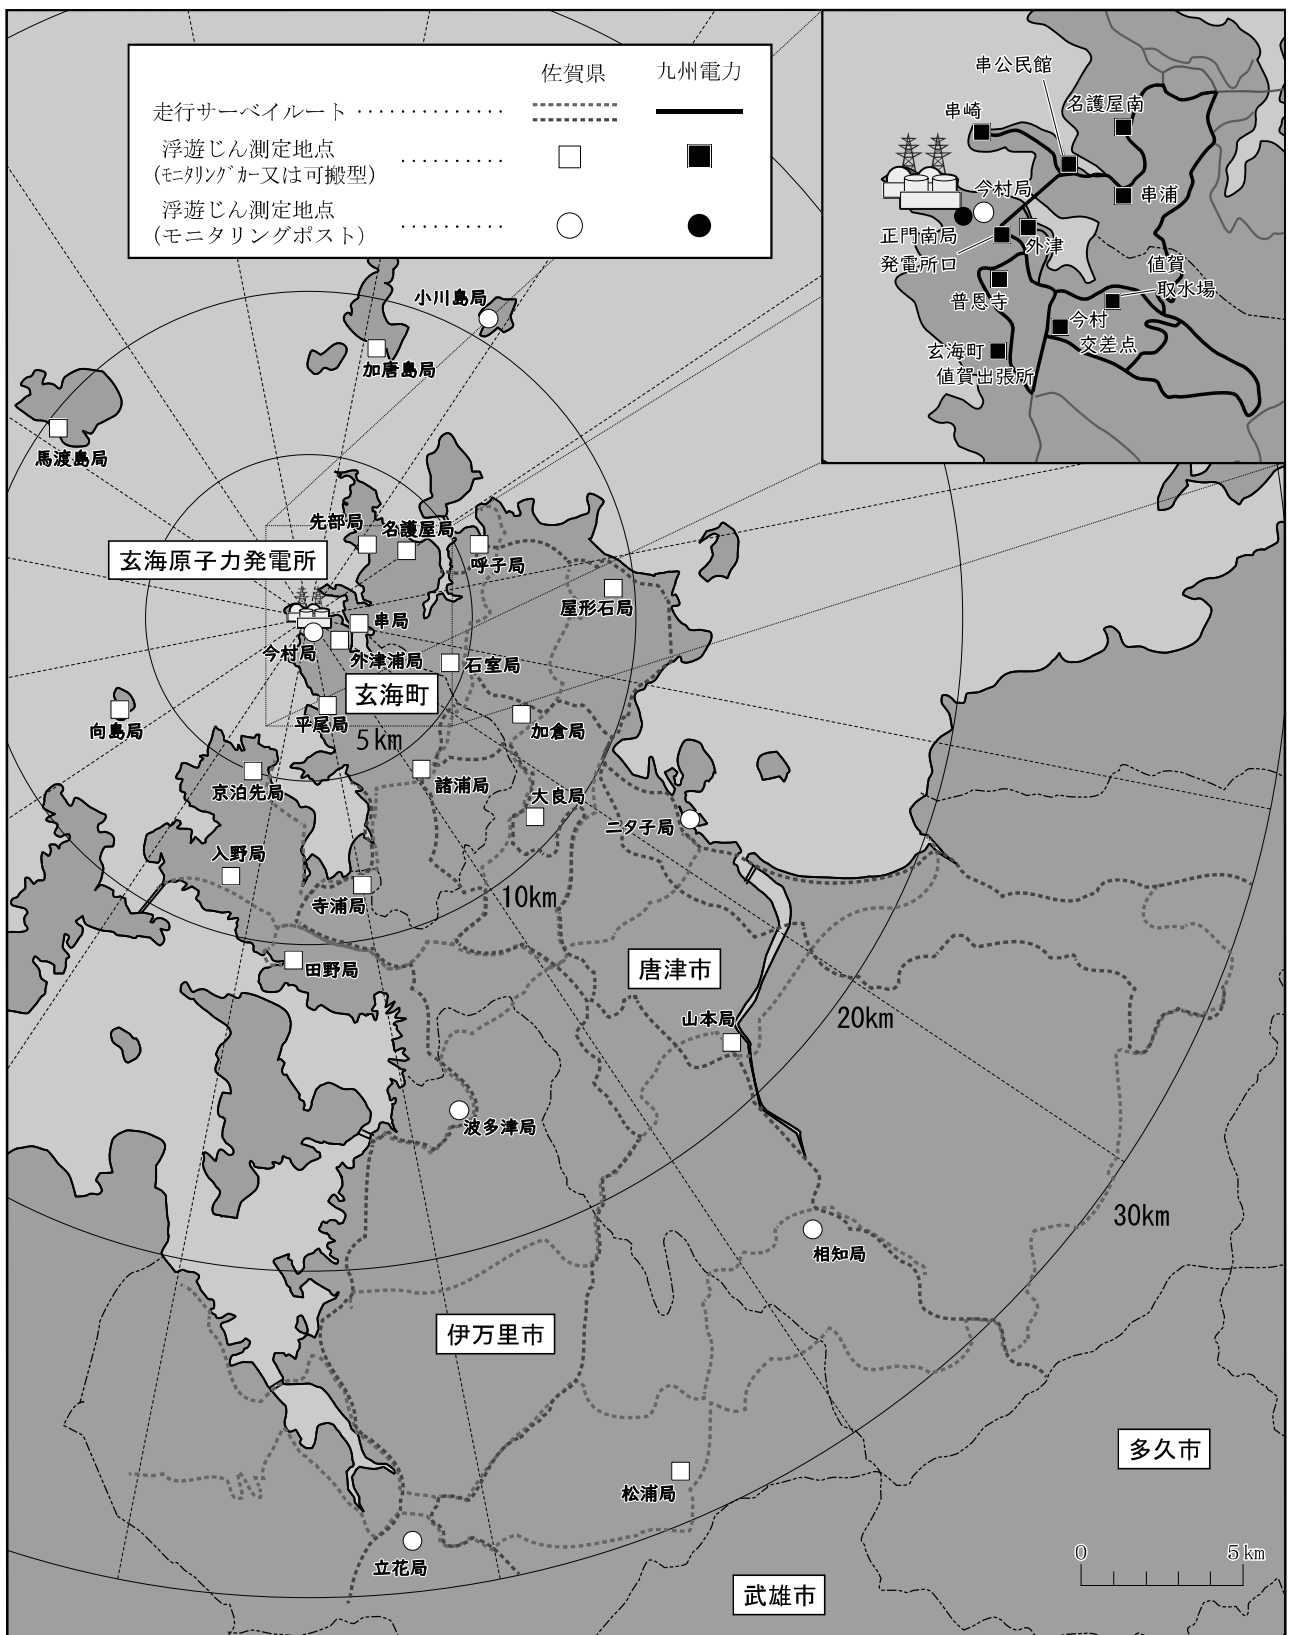 佐賀県 九州電力
走行サーベイルート ‥‥‥‥‥‥‥
浮遊じん測定地点
(ﾓﾆﾀﾘﾝｸﾞｶｰ又は可搬型) ‥‥‥‥‥
浮遊じん測定地点
(モニタリングポスト) ‥‥‥‥‥
串公民館
串崎
名護屋南
今村局
串浦
正門南局
外津
発電所口
値賀
取水場
普恩寺
今村
交差点
玄海町
値賀出張所
小川島局
加唐島局
馬渡島局
先部局
名護屋局
呼子局
玄海原子力発電所
屋形石局
串局
今村局
外津浦局
石室局
玄海町
平尾局
向島局
加倉局
5km
京泊先局
諸浦局
大良局
二タ子局
入野局
寺浦局
10km
田野局
唐津市
山本局
20km
波多津局
30km
相知局
伊万里市
多久市
松浦局
立花局
武雄市
0 5km